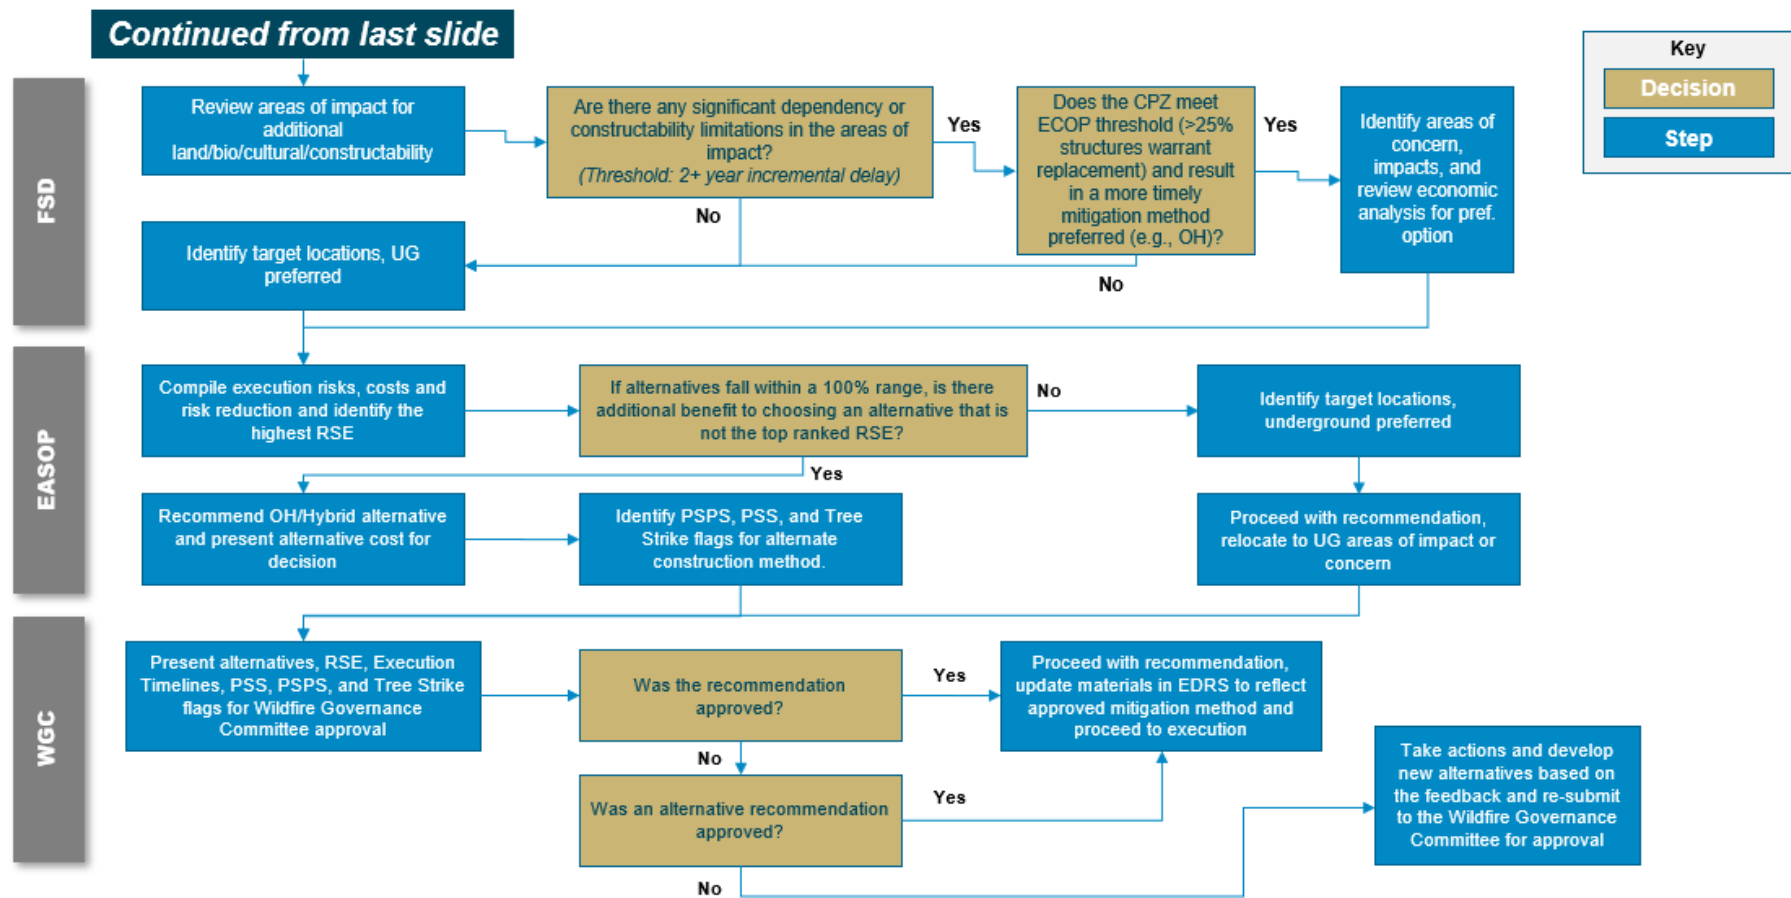 Continued from last slide
Key
Decision
Step
FSD
Review areas of impact for
additional
land/bio/cultural/constructability
Are there any significant dependency or
constructability limitations in the areas of
impact?
(Threshold: 2+ year incremental delay)
Yes
No
Does the CPZ meet
ECOP threshold (>25%
structures warrant
replacement) and result
in a more timely
mitigation method
preferred (e.g., OH)?
Yes
No
Identify areas of
concern,
impacts, and
review economic
analysis for pref.
option
Identify target locations, UG
preferred
EASOP
Compile execution risks, costs and
risk reduction and identify the
highest RSE
If alternatives fall within a 100% range, is there
additional benefit to choosing an alternative that is
not the top ranked RSE?
No
Yes
Identify target locations,
underground preferred
Recommend OH/Hybrid alternative
and present alternative cost for
decision
Identify PSPS, PSS, and Tree
Strike flags for alternate
construction method.
Proceed with recommendation,
relocate to UG areas of impact or
concern
WGC
Present alternatives, RSE, Execution
Timelines, PSS, PSPS, and Tree Strike
flags for Wildfire Governance
Committee approval
Was the recommendation
approved?
Yes
No
Proceed with recommendation,
update materials in EDRS to reflect
approved mitigation method and
proceed to execution
Was an alternative recommendation
approved?
Yes
No
Take actions and develop
new alternatives based on
the feedback and re-submit
to the Wildfire Governance
Committee for approval